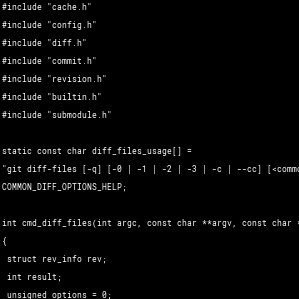 #include "cache.h"
#include "config.h"
#include "diff.h"
#include "commit.h"
#include "revision.h"
#include "builtin.h"
#include "submodule.h"
static const char diff_files_usage[] =
"git diff-files [-q] [-0 | -1 | -2 | -3 | -c | --cc] [<commo
COMMON_DIFF_OPTIONS_HELP;
int cmd_diff_files(int argc, const char **argv, const char *
{
struct rev_info rev;
int result;
unsigned options = 0;